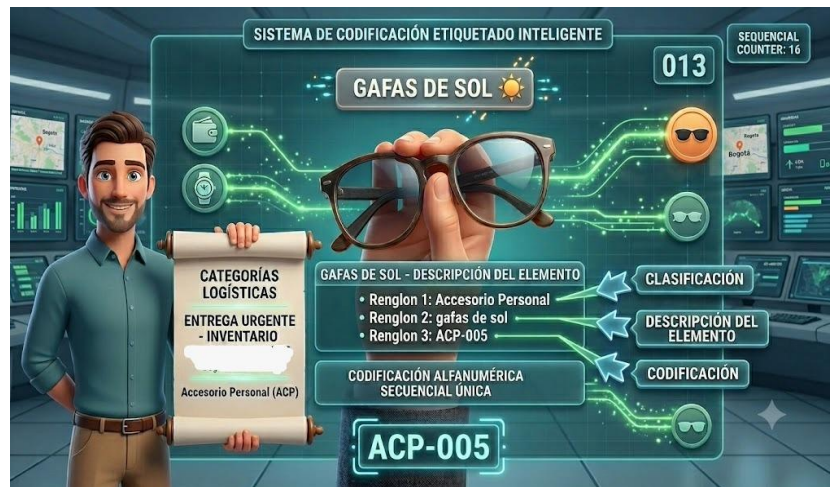 SISTEMA DE CODIFICACIÓN ETIQUETADO INTELIGENTE
013
SEQUENCIAL
COUNTER: 16
GAFAS DE SOL
Bogotá
Bogotá
CATEGORÍAS
LOGÍSTICAS
ENTREGA URGENTE
- INVENTARIO
Accesorio Personal (ACP)
GAFAS DE SOL - DESCRIPCIÓN DEL ELEMENTO
• Renglon 1: Accesorio Personal
• Renglon 2: gafas de sol
• Renglon 3: ACP-005
CLASIFICACIÓN
DESCRIPCIÓN DEL
ELEMENTO
CODIFICACIÓN
CODIFICACIÓN ALFANUMÉRICA
SECUENCIAL ÚNICA
ACP-005